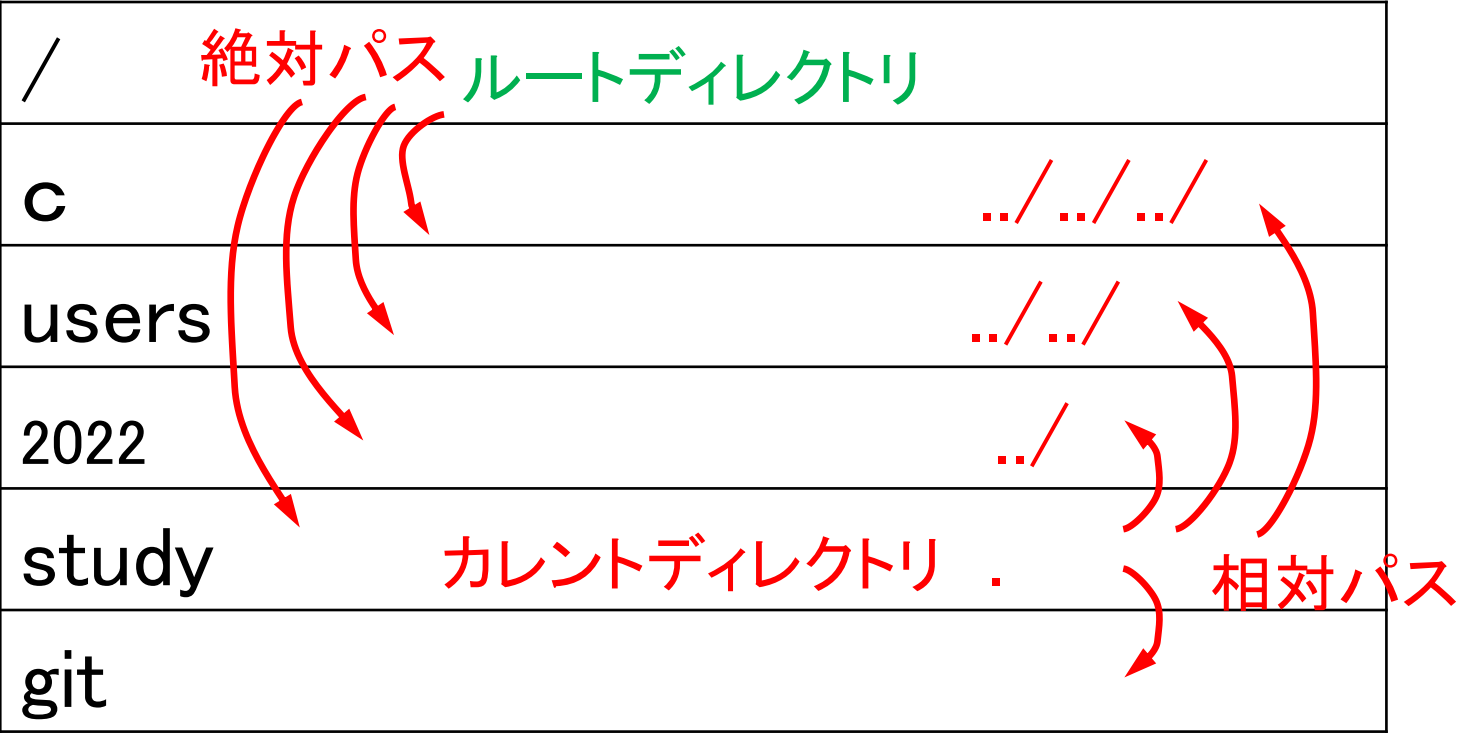 / 絶対パス ルートディレクトリ
c ../../../
users ../../
2022 ../
study カレントディレクトリ . 相対パス
git